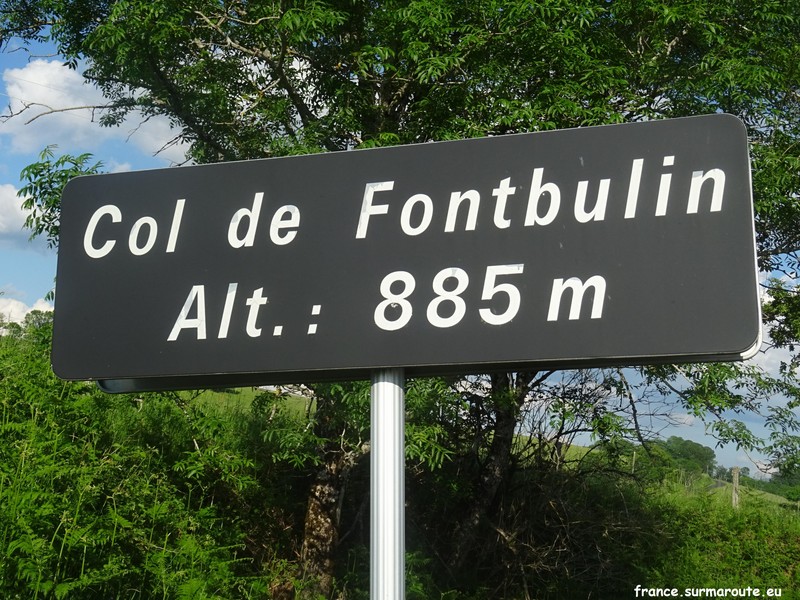 Col de Fontbulin
Alt. : 885 m
france.surmaroute.eu